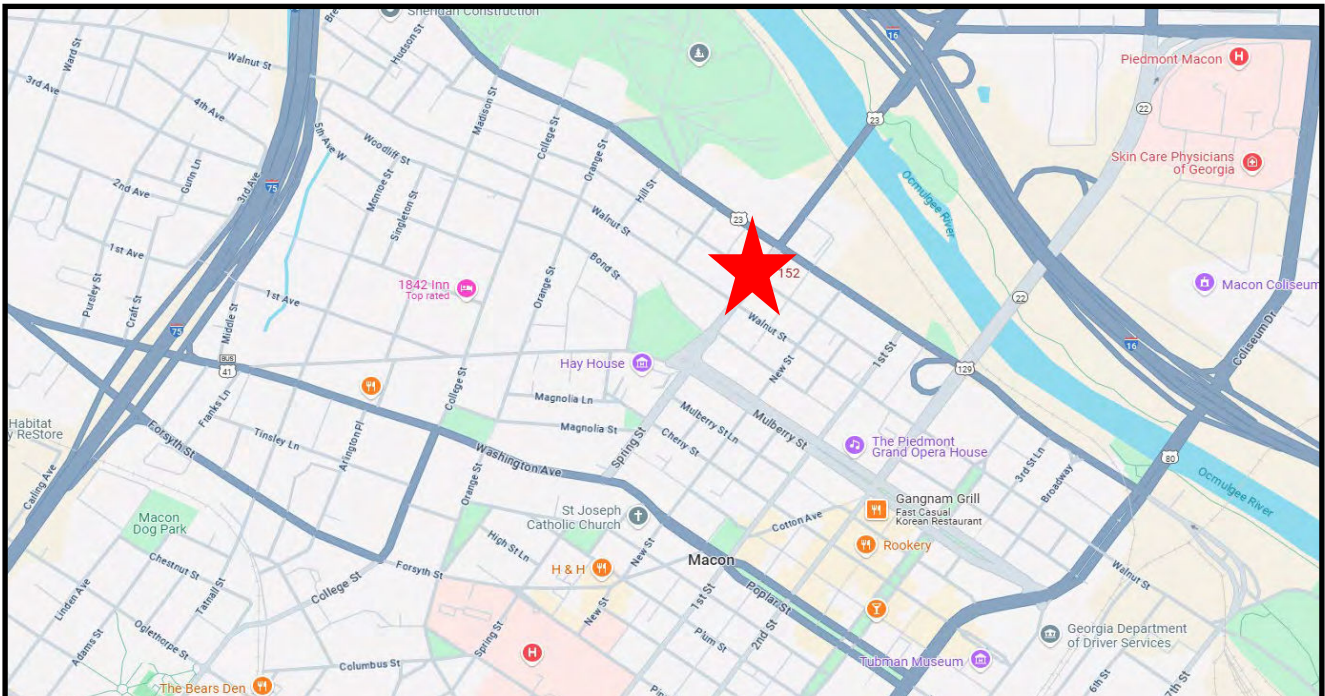 Sheridan Construction
Hudson St
Ward St
Walnut St
16
Piedmont Macon
H
3rd Ave
4th Ave
5th Ave W
Woodliff St
Madison St
College St
Orange St
23
22
Skin Care Physicians
of Georgia
75
2nd Ave
Gunn Ln
3rd Ave
Monroe St
Singleton St
Hill St
Walnut St
23
Ocmulgee River
1st Ave
Bond St
152
1842 Inn
Top rated
Orange St
Pursley St
Craft St
Middle St
1st Ave
22
Macon Coliseum
75
BUS
41
Walnut St
16
Coliseum Dr
Hay House
New St
1st St
129
College St
Franks Ln
Magnolia Ln
Magnolia St
Mulberry St Ln
Cherry St
Mulberry St
Habitat
y ReStore
Forsyth St
Tinsley Ln
Arlington Pl
Washington Ave
Spring St
The Piedmont
Grand Opera House
3rd St Ln
Broadway
80
Carling Ave
Orange St
Ocmulgee River
Gangnam Grill
Fast Casual
Korean Restaurant
Macon
Dog Park
St Joseph
Catholic Church
Cotton Ave
Rookery
High St Ln
New St
Macon
Chestnut St
H & H
Forsyth St
Walnut St
Linden Ave
Tatnall St
College St
New St
1st St
Poplar St
Oglethorpe St
Adams St
Spring St
Plum St
2nd St
Georgia Department
of Driver Services
H
Columbus St
Tubman Museum
6th St
7th St
The Bears Den